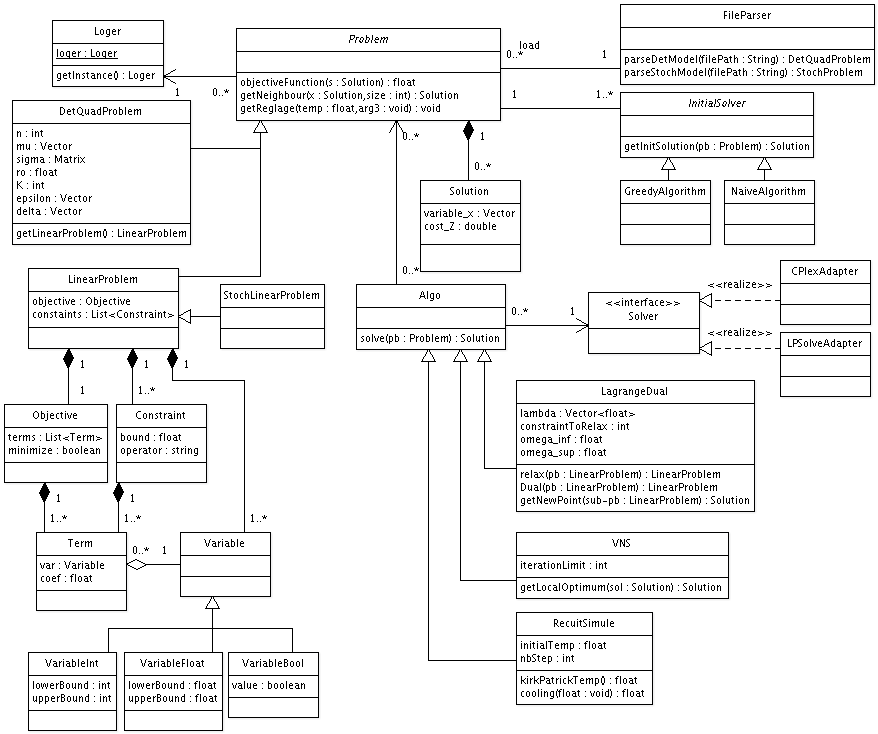 Loger
loger : Loger
getInstance() : Loger
Problem
objectiveFunction(s : Solution) : float
getNeighbour(x : Solution,size : int) : Solution
getReglage(temp : float,arg3 : void) : void
load
0..*
1
FileParser
parseDetModel(filePath : String) : DetQuadProblem
parseStochModel(filePath : String) : StochProblem
1
0..*
1
1..*
InitialSolver
getInitSolution(pb : Problem) : Solution
DetQuadProblem
n : int
mu : Vector
sigma : Matrix
ro : float
K : int
epsilon : Vector
delta : Vector
getLinearProblem() : LinearProblem
0..*
1
0..*
Solution
variable_x : Vector
cost_Z : double
GreedyAlgorithm
NaiveAlgorithm
LinearProblem
objective : Objective
constaints : List<Constraint>
StochLinearProblem
0..*
Algo
solve(pb : Problem) : Solution
0..*
1
<<interface>>
Solver
<<realize>>
CPlexAdapter
<<realize>>
LPSolveAdapter
1
1
1
1..*
1
Objective
terms : List<Term>
minimize : boolean
Constraint
bound : float
operator : string
LagrangeDual
lambda : Vector<float>
constraintToRelax : int
omega_inf : float
omega_sup : float
relax(pb : LinearProblem) : LinearProblem
Dual(pb : LinearProblem) : LinearProblem
getNewPoint(sub-pb : LinearProblem) : Solution
1
1..*
1
1..*
1..*
Term
var : Variable
coef : float
0..*
1
Variable
VNS
iterationLimit : int
getLocalOptimum(sol : Solution) : Solution
VariableInt
lowerBound : int
upperBound : int
VariableFloat
lowerBound : float
upperBound : float
VariableBool
value : boolean
RecuitSimule
initialTemp : float
nbStep : int
kirkPatrickTemp() : float
cooling(float : void) : float